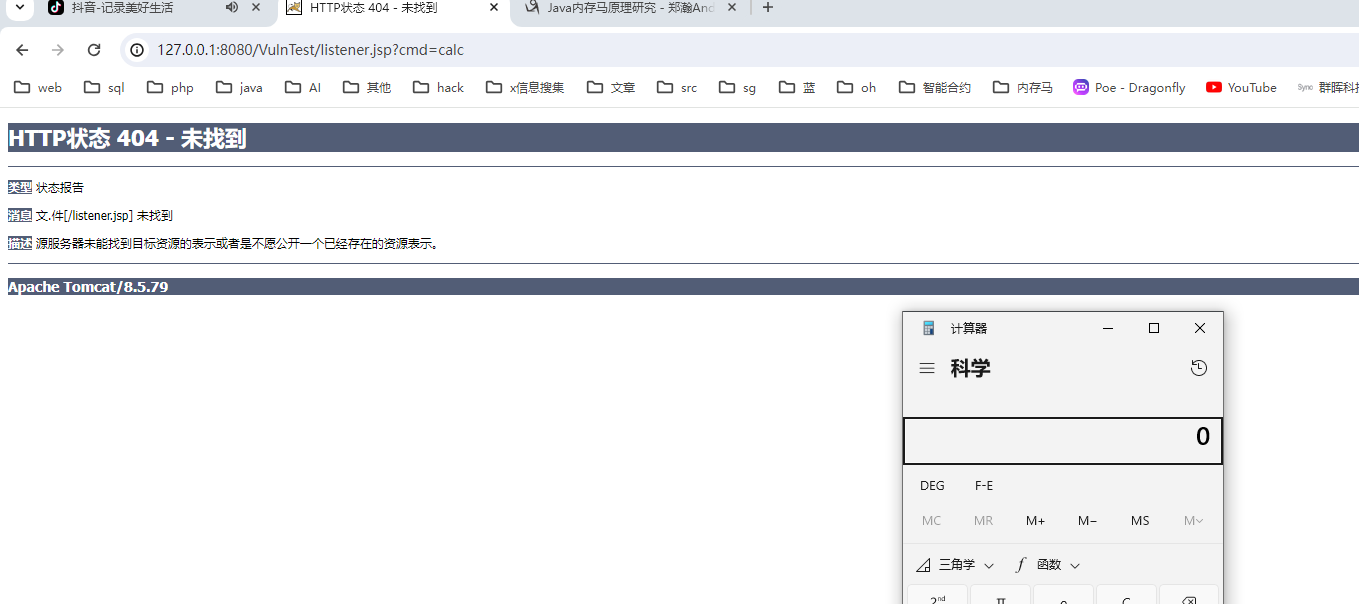 抖音-记录美好生活
HTTP状态 404 - 未找到
Java内存马原理研究 - 郑瀚And
127.0.0.1:8080/VulnTest/listener.jsp?cmd=calc
web sql php java AI 其他 hack x信息搜集 文章 src sg 蓝 oh 智能合约 内存马 Poe - Dragonfly YouTube Sync 群晖科技
HTTP状态 404 - 未找到
类型 状态报告
消息 文.件[/listener.jsp] 未找到
描述 源服务器未能找到目标资源的表示或者是不愿公开一个已经存在的资源表示。
Apache Tomcat/8.5.79
计算器
科学
0
DEG F-E
MC MR M+ M− MS M
三角学 f 函数
2nd π e C